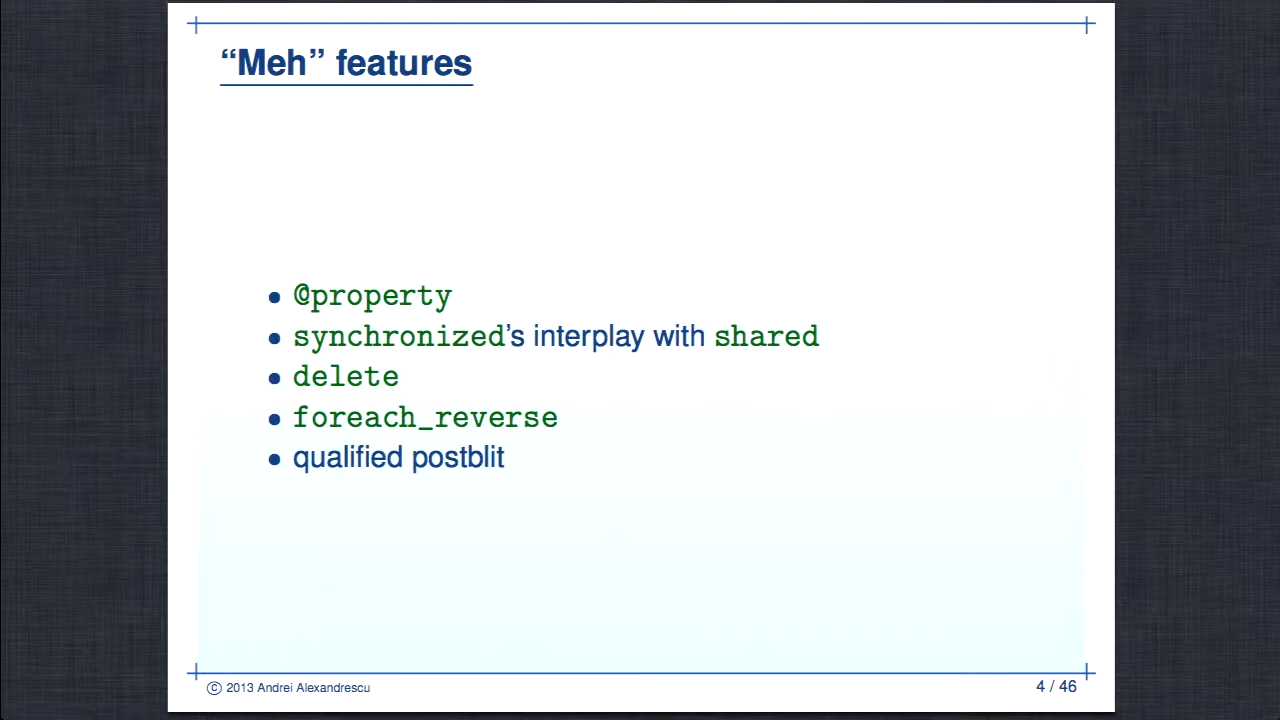 “Meh” features
• @property
• synchronized’s interplay with shared
• delete
• foreach_reverse
• qualified postblit
© 2013 Andrei Alexandrescu
4 / 46